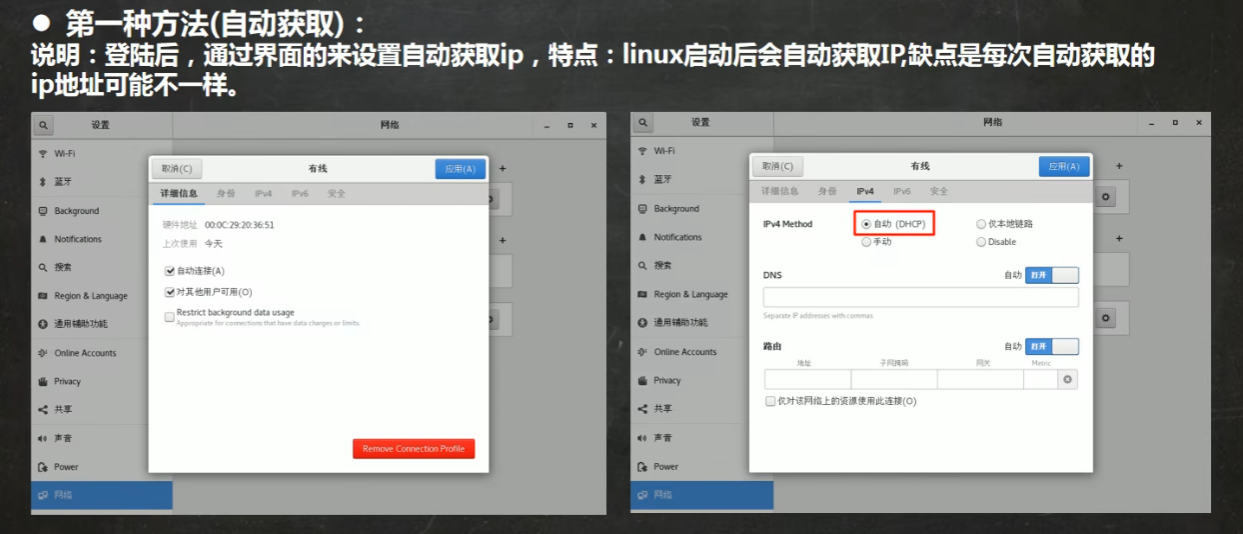 ● 第一种方法(自动获取)：
说明：登陆后，通过界面的来设置自动获取ip，特点：linux启动后会自动获取IP,缺点是每次自动获取的
ip地址可能不一样。
设置
网络
Wi-Fi
蓝牙
Background
Notifications
搜索
Region & Language
通用辅助功能
Online Accounts
Privacy
共享
声音
Power
网络
取消(C)
有线
应用(A)
详细信息 身份 IPv4 IPv6 安全
硬件地址 00:0C:29:20:36:51
上次使用 今天
自动连接(A)
对其他用户可用(O)
Restrict background data usage
Appropriate for connections that have data charges or limits.
Remove Connection Profile
设置
网络
Wi-Fi
蓝牙
Background
Notifications
搜索
Region & Language
通用辅助功能
Online Accounts
Privacy
共享
声音
Power
网络
取消(C)
有线
应用(A)
详细信息 身份 IPv4 IPv6 安全
IPv4 Method 自动 (DHCP) 仅本地链路
手动 Disable
DNS 自动 打开
Separate IP addresses with commas
路由 自动 打开
地址 子网掩码 网关 Metric
仅对该网络上的资源使用此连接(O)